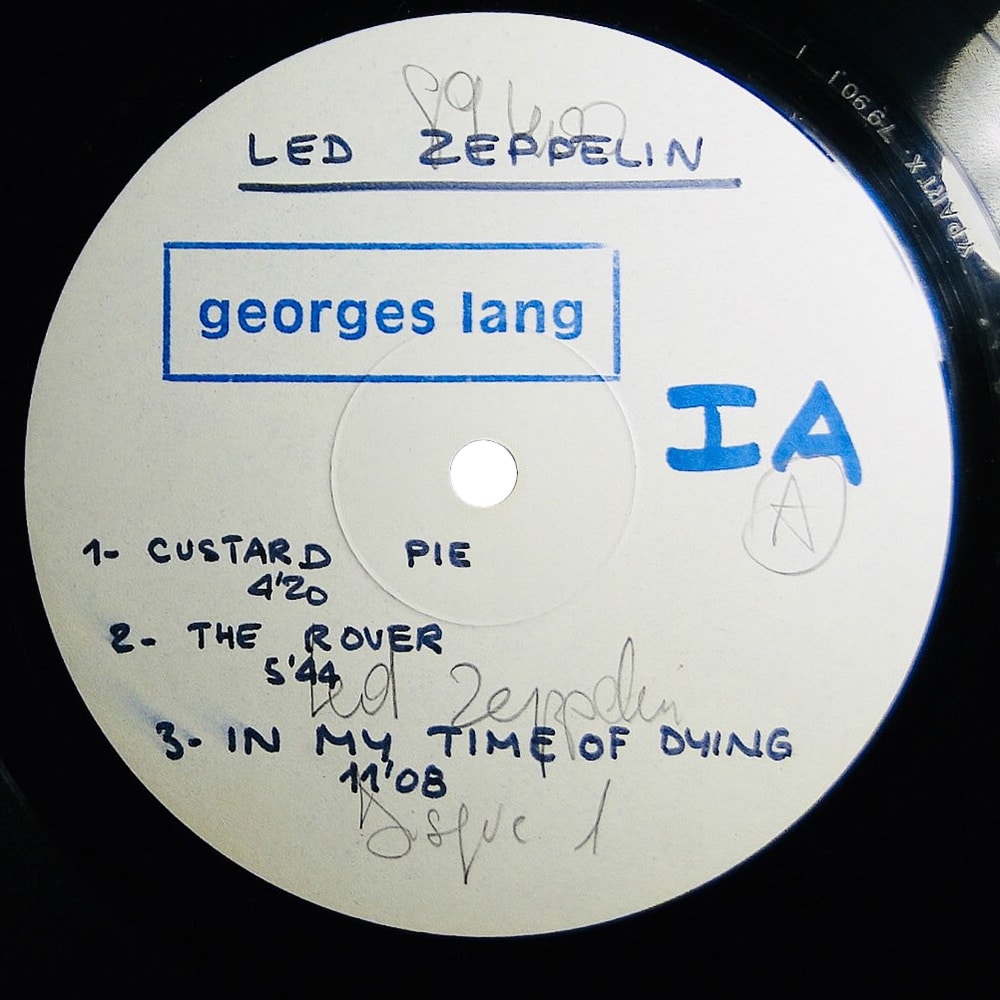 LED ZEPPELIN
georges lang
IA
A
1- CUSTARD PIE
4'20
2- THE ROVER
5'44
Led Zeppelin
3- IN MY TIME OF DYING
11'08
Disque 1